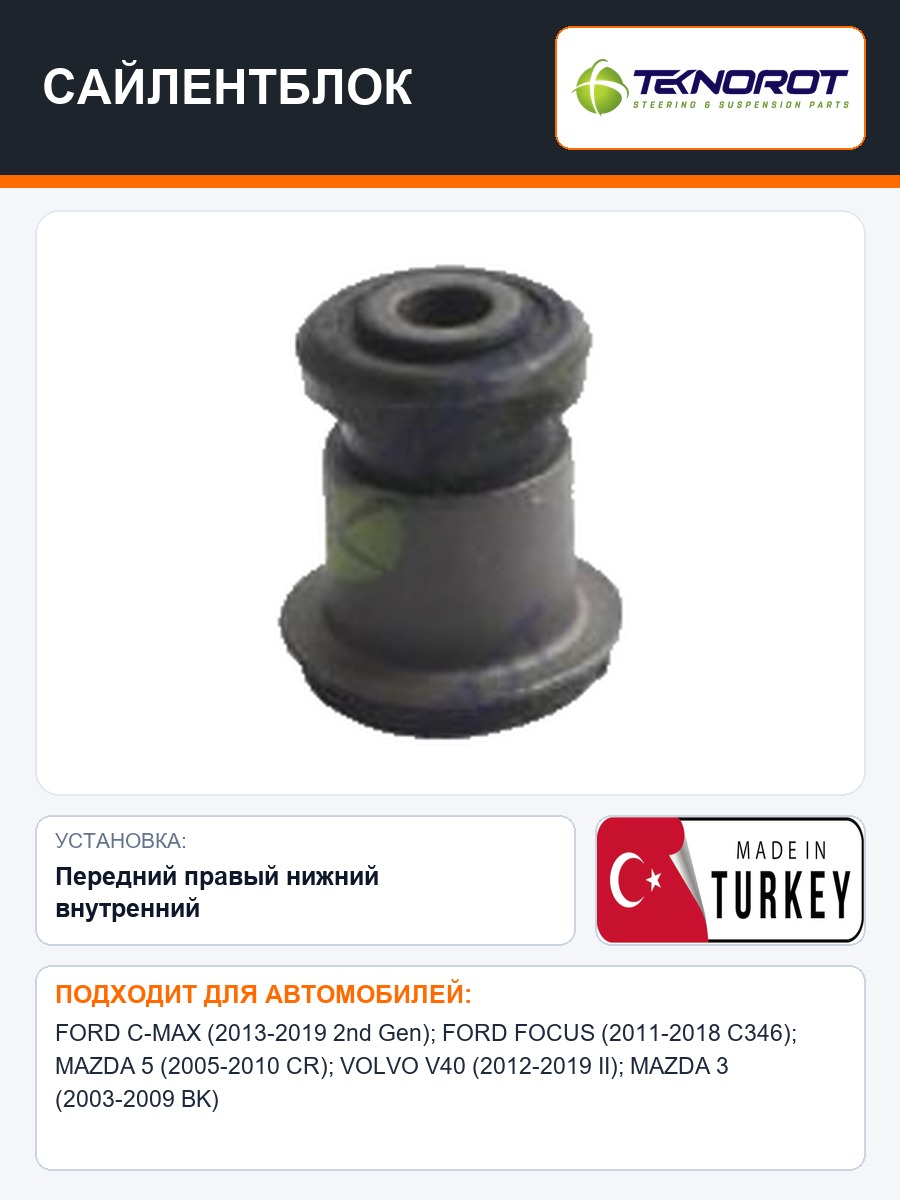 САЙЛЕНТБЛОК
TEKNOROT
STEERING & SUSPENSION PARTS
УСТАНОВКА:
Передний правый нижний
внутренний
MADE IN
TURKEY
ПОДХОДИТ ДЛЯ АВТОМОБИЛЕЙ:
FORD C-MAX (2013-2019 2nd Gen); FORD FOCUS (2011-2018 C346);
MAZDA 5 (2005-2010 CR); VOLVO V40 (2012-2019 II); MAZDA 3
(2003-2009 BK)